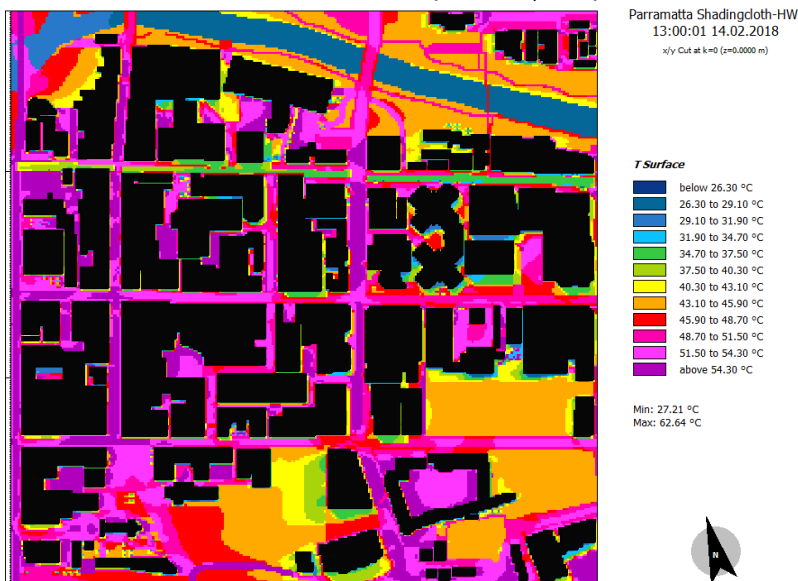 Parramatta Shadingcloth-HW
13:00:01 14.02.2018
x/y Cut at k=0 (z=0.0000 m)
T Surface
below 26.30 °C
26.30 to 29.10 °C
29.10 to 31.90 °C
31.90 to 34.70 °C
34.70 to 37.50 °C
37.50 to 40.30 °C
40.30 to 43.10 °C
43.10 to 45.90 °C
45.90 to 48.70 °C
48.70 to 51.50 °C
51.50 to 54.30 °C
above 54.30 °C
Min: 27.21 °C
Max: 62.64 °C
N